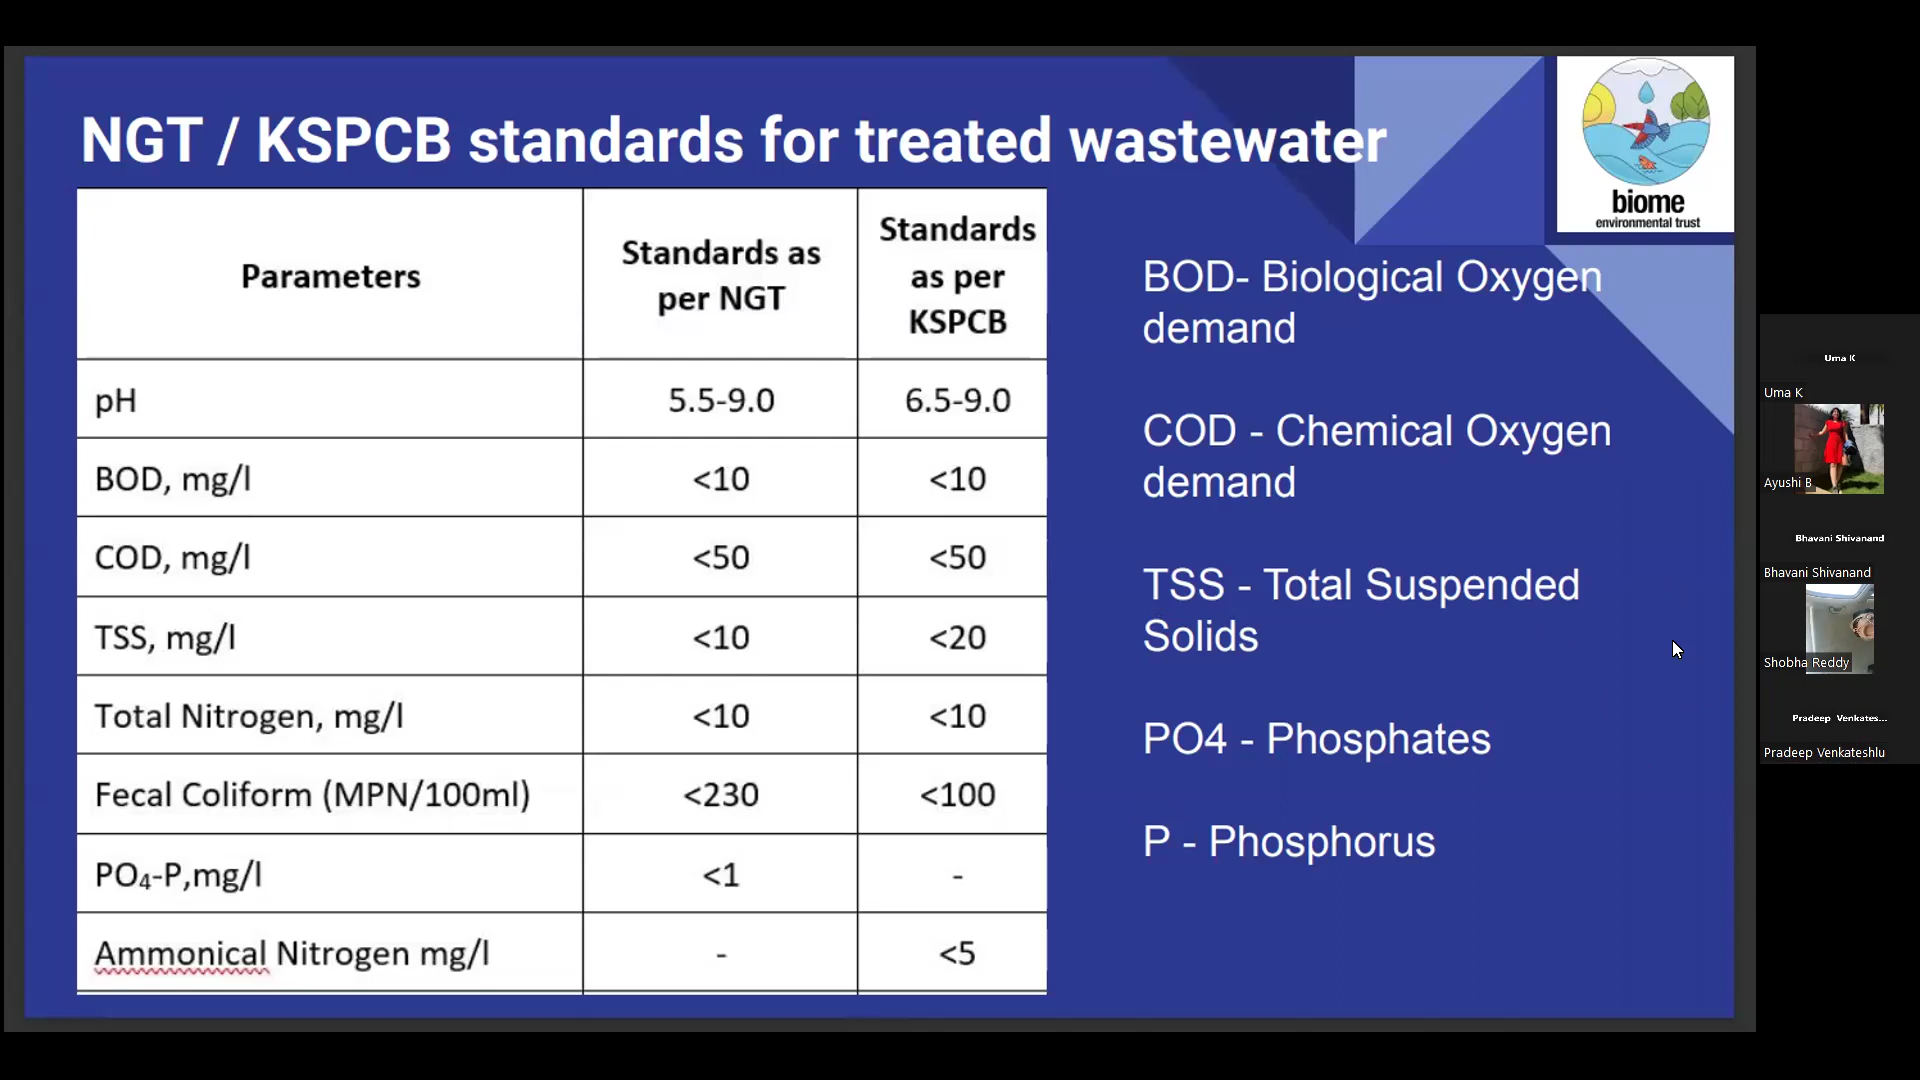 NGT / KSPCB standards for treated wastewater
biome
environmental trust
Parameters
Standards as
per NGT
Standards
as per
KSPCB
pH 5.5-9.0 6.5-9.0
BOD, mg/l <10 <10
COD, mg/l <50 <50
TSS, mg/l <10 <20
Total Nitrogen, mg/l <10 <10
Fecal Coliform (MPN/100ml) <230 <100
PO₄-P,mg/l <1 -
Ammonical Nitrogen mg/l - <5
BOD- Biological Oxygen
demand
COD - Chemical Oxygen
demand
TSS - Total Suspended
Solids
PO4 - Phosphates
P - Phosphorus
Uma K
Uma K
Ayushi B
Bhavani Shivanand
Bhavani Shivanand
Shobha Reddy
Pradeep Venkates...
Pradeep Venkateshlu